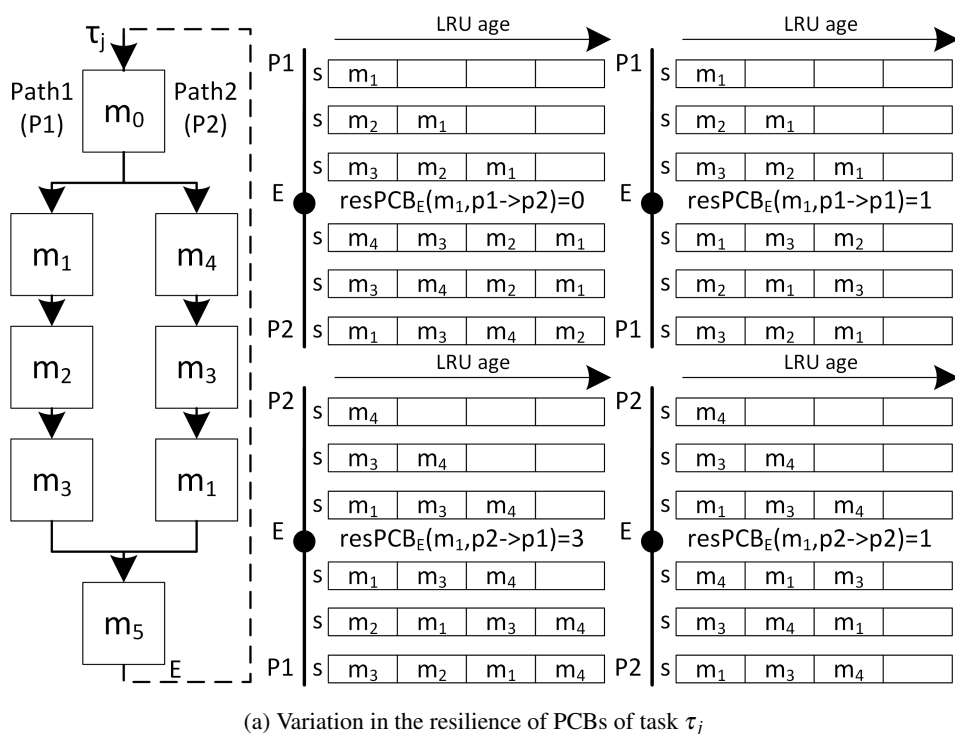 τj
Path1
(P1)
Path2
(P2)
m0
m1
m4
m2
m3
m3
m1
m5
E
LRU age
P1
s m1
s m2 m1
s m3 m2 m1
E
resPCBE(m1,p1->p2)=0
s m4 m3 m2 m1
s m3 m4 m2 m1
P2
s m1 m3 m4 m2
LRU age
P1
s m1
s m2 m1
s m3 m2 m1
E
resPCBE(m1,p1->p1)=1
s m1 m3 m2
s m2 m1 m3
P1
s m3 m2 m1
LRU age
P2
s m4
s m3 m4
s m1 m3 m4
E
resPCBE(m1,p2->p1)=3
s m1 m3 m4
s m2 m1 m3 m4
P1
s m3 m2 m1 m4
LRU age
P2
s m4
s m3 m4
s m1 m3 m4
E
resPCBE(m1,p2->p2)=1
s m4 m1 m3
s m3 m4 m1
P2
s m1 m3 m4
(a) Variation in the resilience of PCBs of task τj